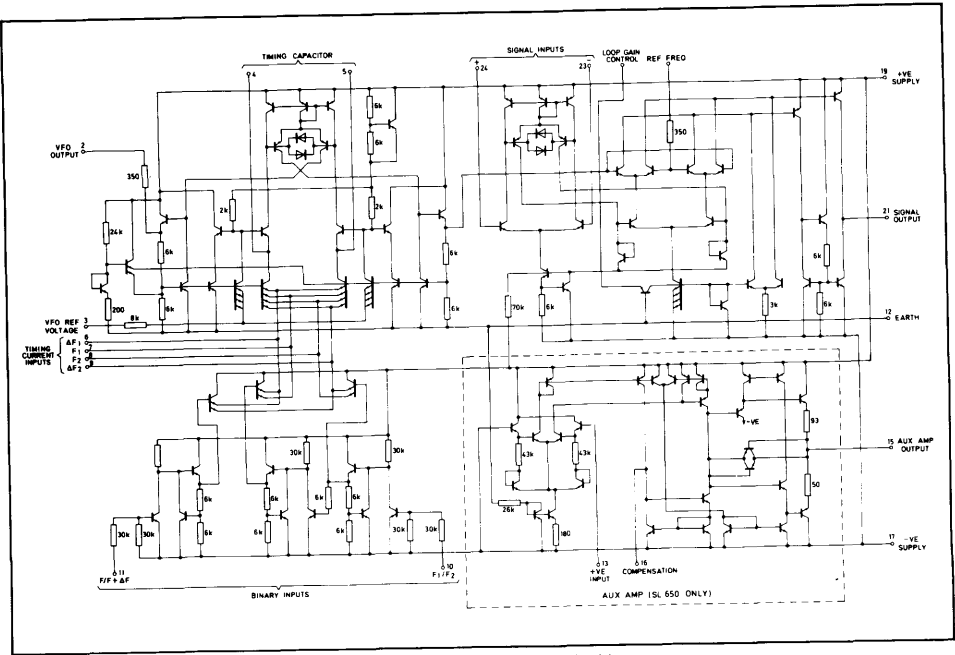 TIMING CAPACITOR
SIGNAL INPUTS
LOOP GAIN
CONTROL
REF FREQ
4
5
+
24
23
-
19
+VE
SUPPLY
VFO
OUTPUT
2
350
6k
6k
350
24k
2k
2k
6k
6k
21
SIGNAL
OUTPUT
6k
200
6k
6k
70k
6k
3k
6k
8k
VFO REF
VOLTAGE
3
12
EARTH
TIMING
CURRENT
INPUTS
ΔF1
6
F1
7
F2
8
ΔF2
9
-VE
93
30k
30k
43k
43k
15
AUX AMP
OUTPUT
6k
6k
6k
6k
50
6k
6k
6k
26k
180
30k
30k
30k
30k
17
-VE
SUPPLY
11
F/F + ΔF
10
F1/F2
13
+VE
INPUT
16
COMPENSATION
BINARY INPUTS
AUX AMP (SL 650 ONLY)